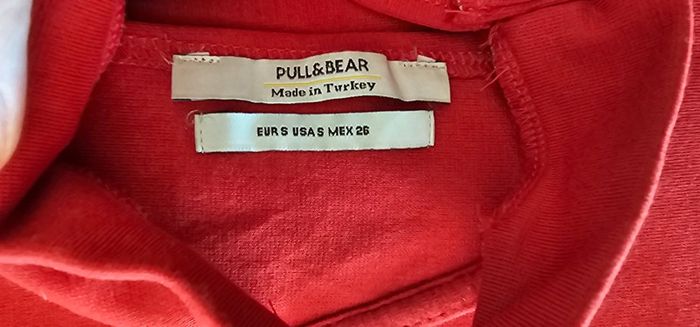 PULL&BEAR
Made in Turkey
EUR S USA S MEX 26